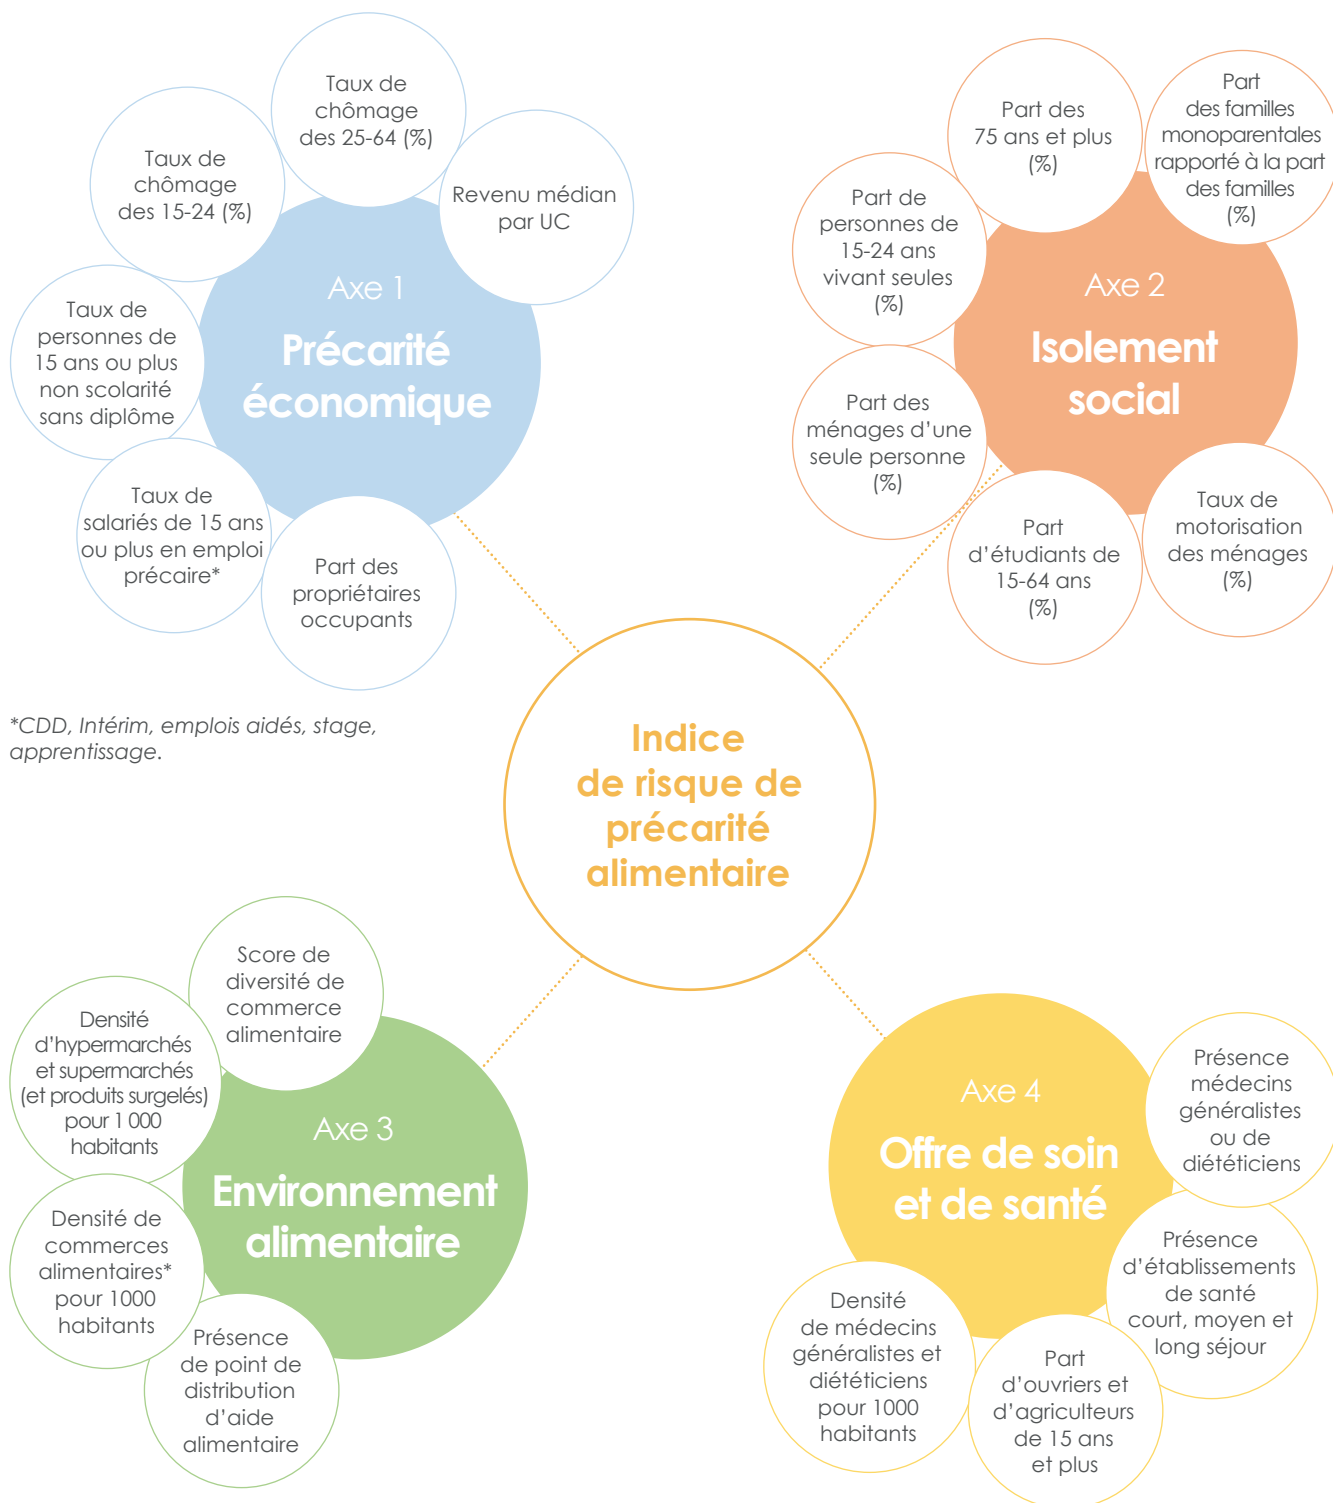 Taux de
chômage
des 25-64 (%)
Taux de
chômage
des 15-24 (%)
Revenu médian
par UC
Axe 1
Précarité
économique
Taux de
personnes de
15 ans ou plus
non scolarité
sans diplôme
Taux de
salariés de 15 ans
ou plus en emploi
précaire*
Part des
propriétaires
occupants
*CDD, Intérim, emplois aidés, stage,
apprentissage.
Part des
75 ans et plus
(%)
Part
des familles
monoparentales
rapporté à la part
des familles
(%)
Part de
personnes de
15-24 ans
vivant seules
(%)
Axe 2
Isolement
social
Part des
ménages d'une
seule personne
(%)
Part
d'étudiants de
15-64 ans
(%)
Taux de
motorisation
des ménages
(%)
Indice
de risque de
précarité
alimentaire
Score de
diversité de
commerce
alimentaire
Densité
d'hypermarchés
et supermarchés
(et produits surgelés)
pour 1 000
habitants
Axe 3
Environnement
alimentaire
Densité de
commerces
alimentaires*
pour 1000
habitants
Présence
de point de
distribution
d'aide
alimentaire
Axe 4
Offre de soin
et de santé
Présence
médecins
généralistes
ou de
diététiciens
Présence
d'établissements
de santé
court, moyen et
long séjour
Densité
de médecins
généralistes et
diététiciens
pour 1000
habitants
Part
d'ouvriers et
d'agriculteurs
de 15 ans
et plus